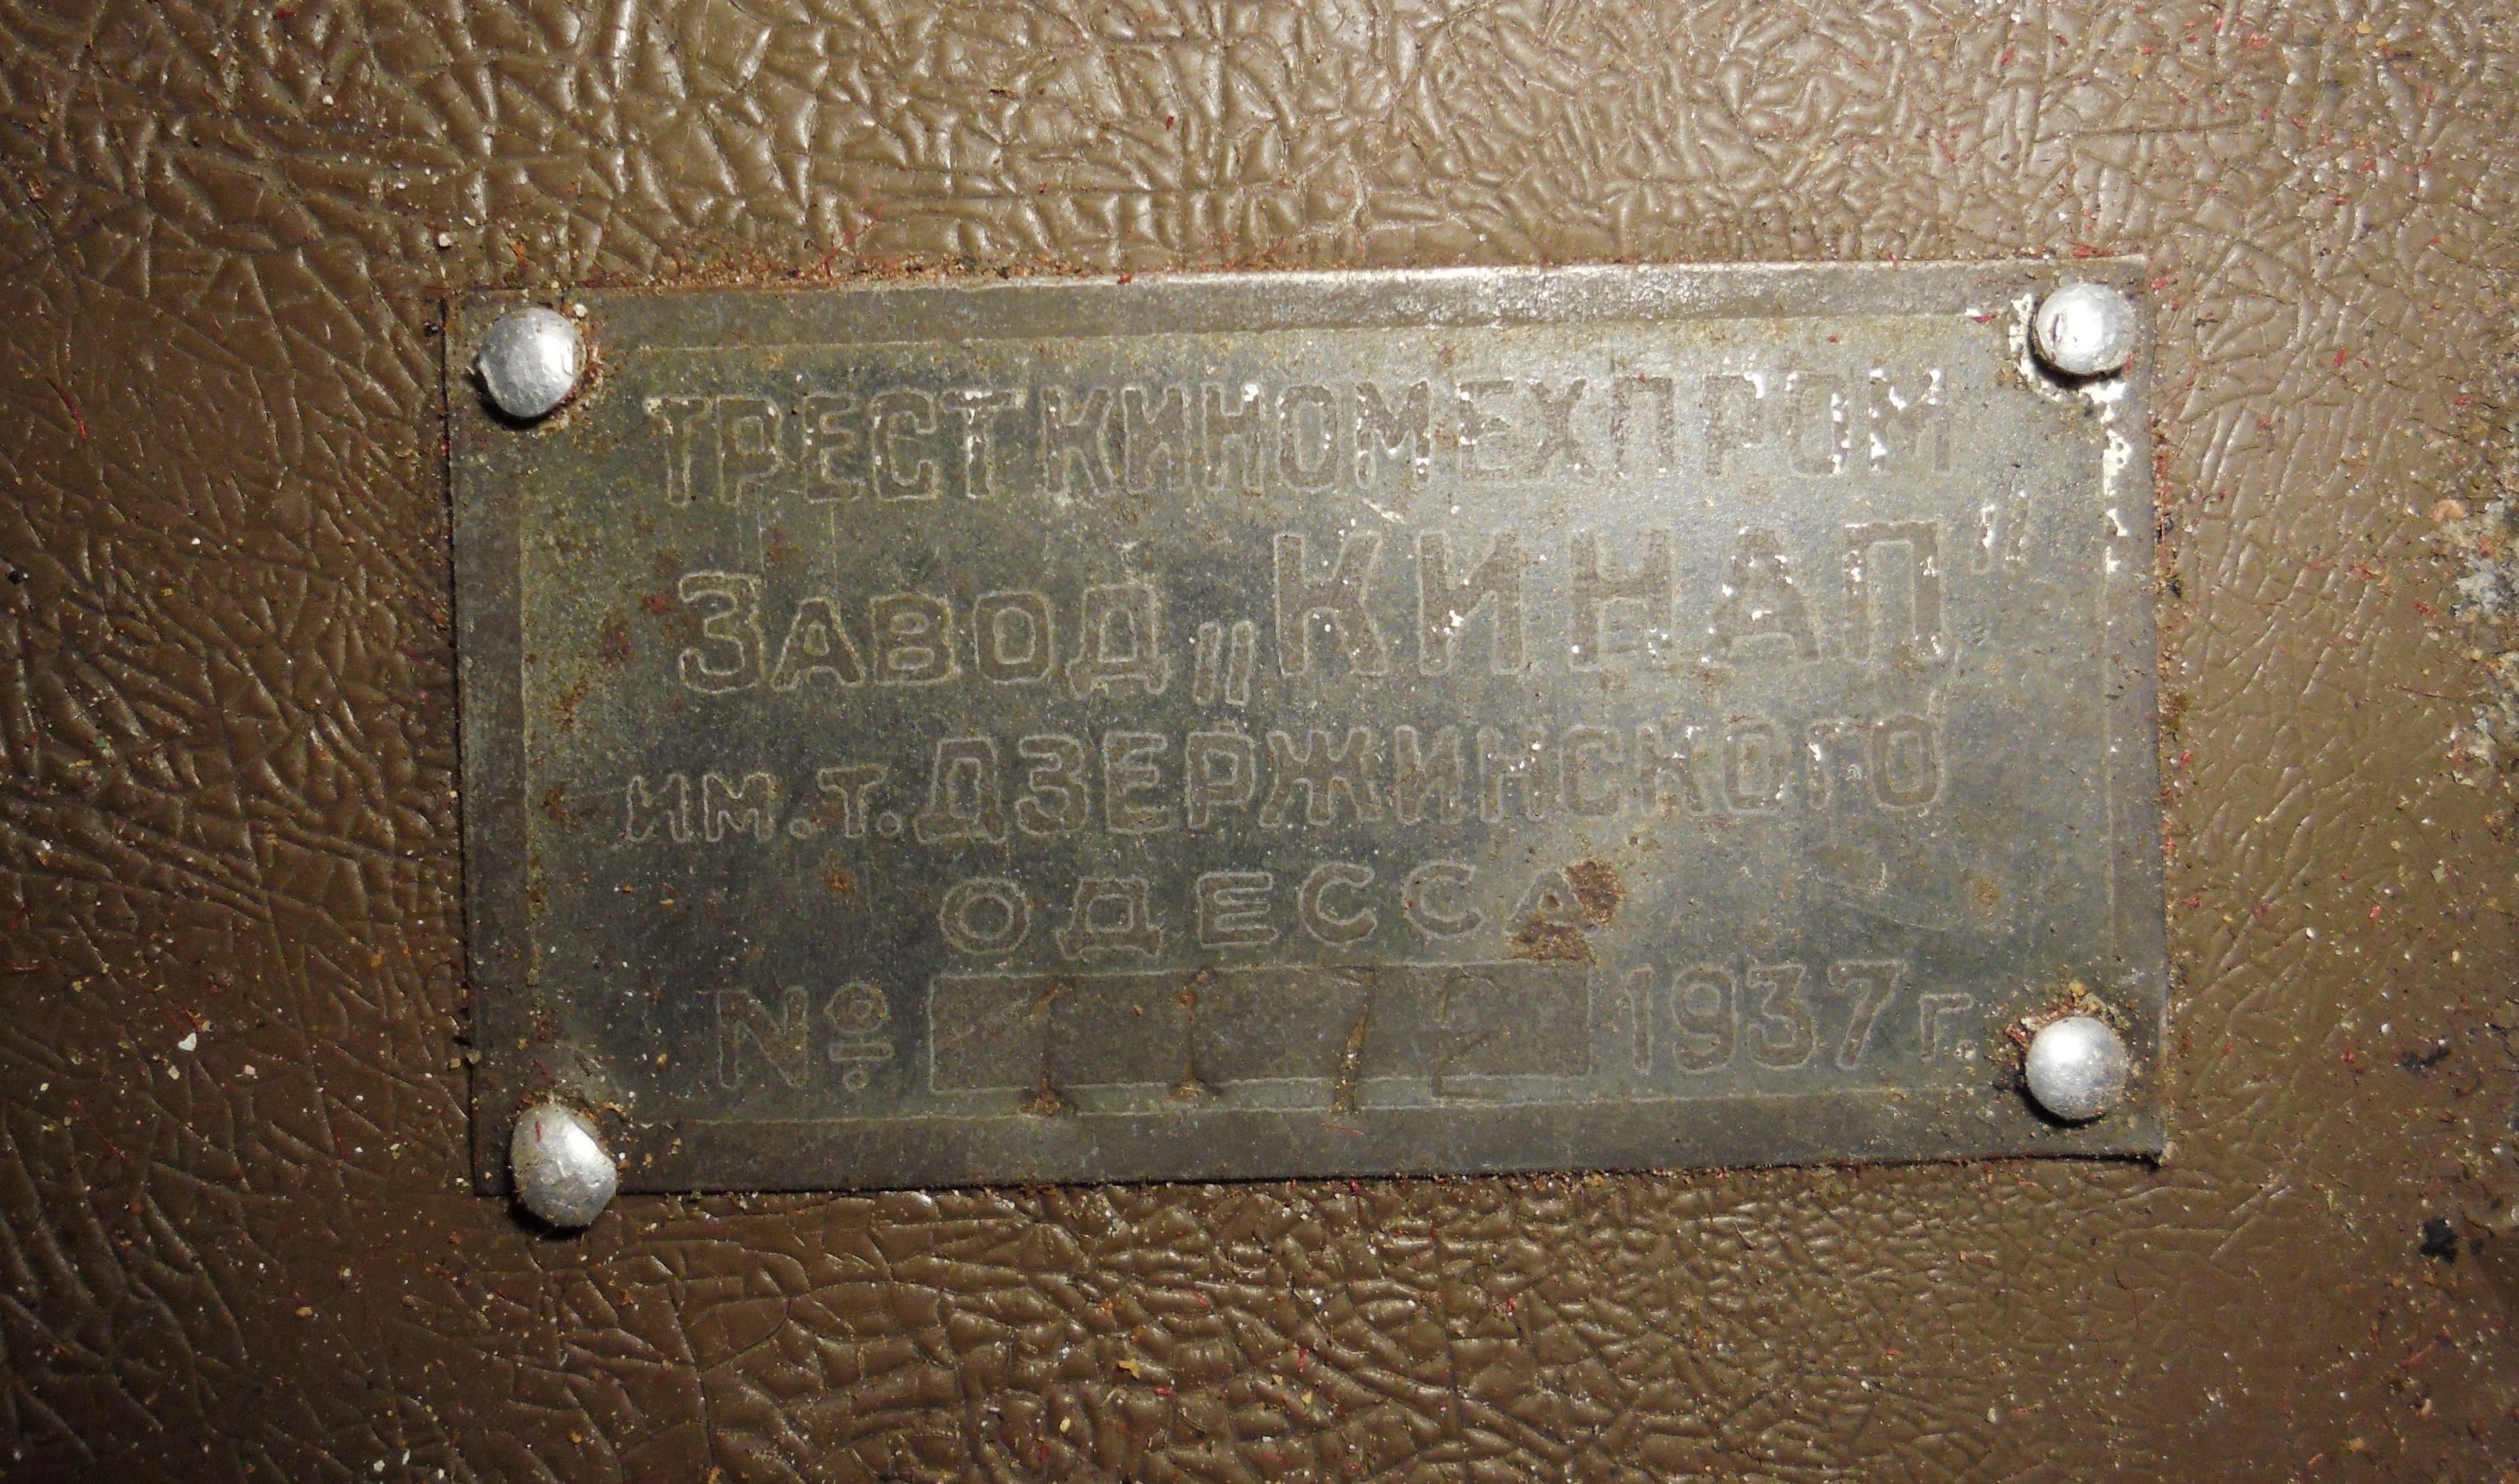 ТРЕСТ КИНОМЕХПРОМ
ЗАВОД „КИНАП"
им. т. ДЗЕРЖИНСКОГО
ОДЕССА
№ 1172 1937 г.